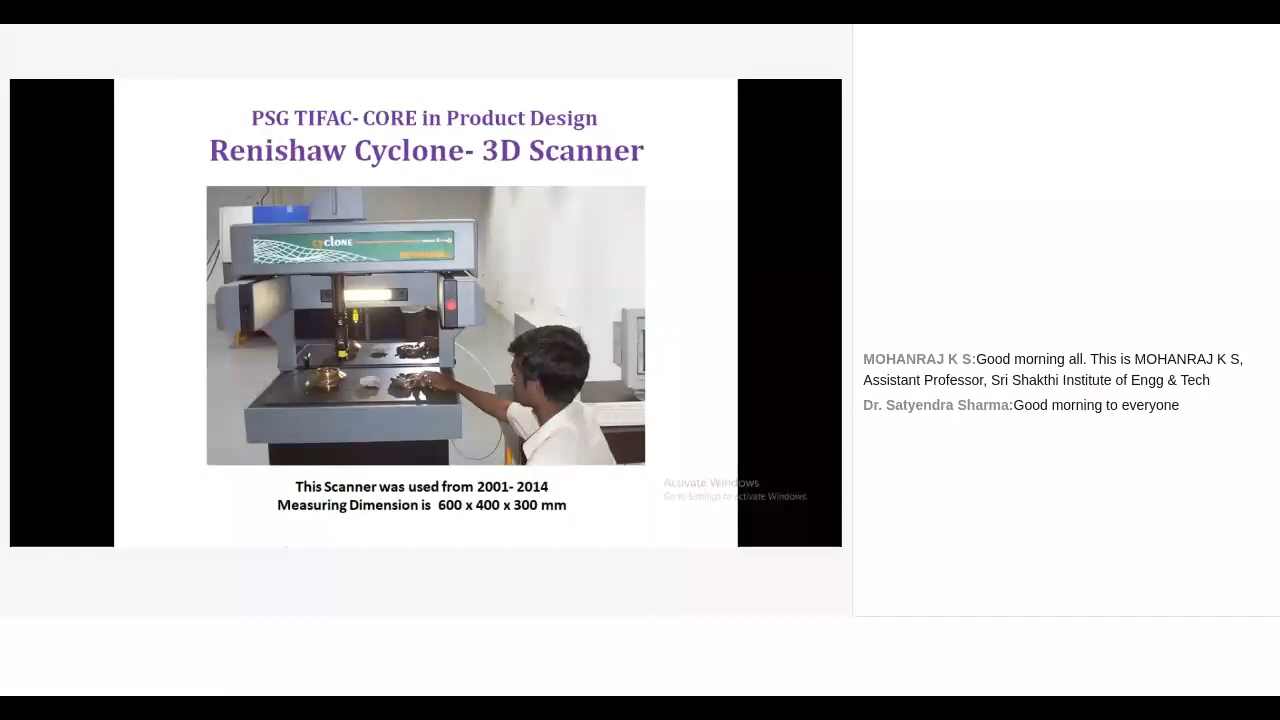 PSG TIFAC- CORE in Product Design
Renishaw Cyclone- 3D Scanner
cyclone
This Scanner was used from 2001- 2014
Measuring Dimension is 600 x 400 x 300 mm
Activate Windows
Go to Settings to activate Windows.
MOHANRAJ K S:Good morning all. This is MOHANRAJ K S,
Assistant Professor, Sri Shakthi Institute of Engg & Tech
Dr. Satyendra Sharma:Good morning to everyone